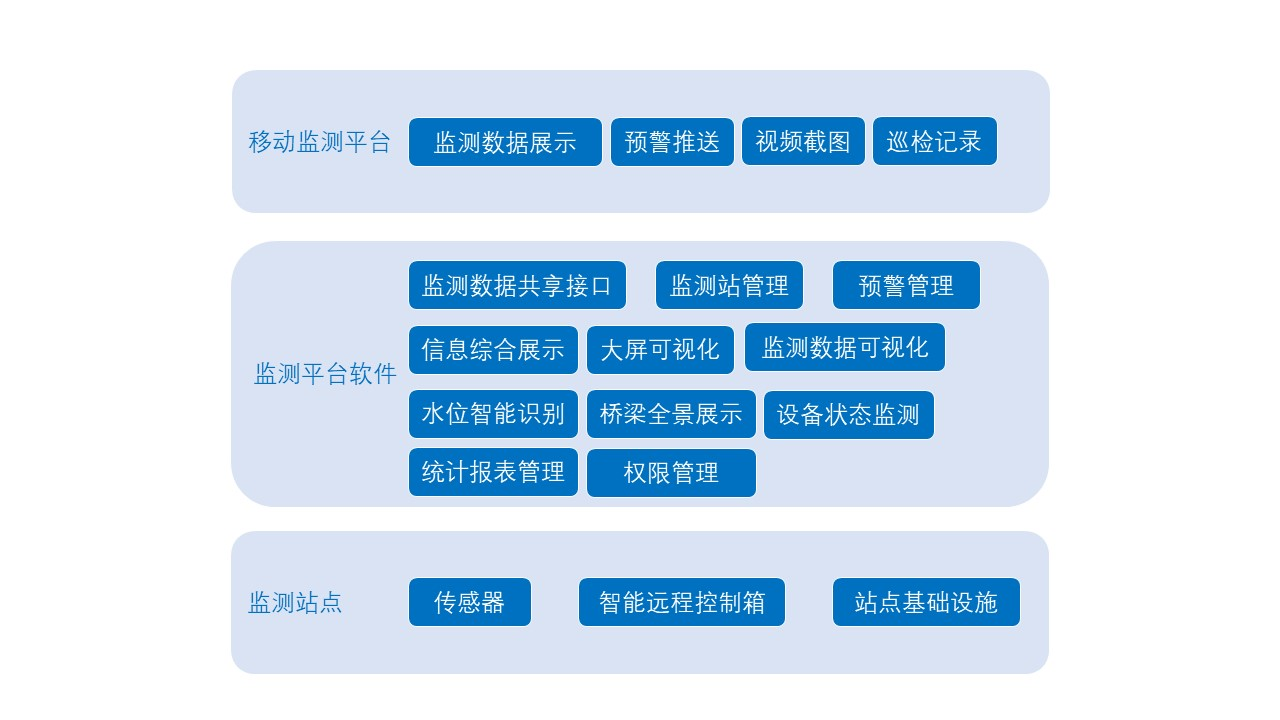 移动监测平台 监测数据展示 预警推送 视频截图 巡检记录
监测数据共享接口 监测站管理 预警管理
信息综合展示 大屏可视化 监测数据可视化
监测平台软件
水位智能识别 桥梁全景展示 设备状态监测
统计报表管理 权限管理
监测站点 传感器 智能远程控制箱 站点基础设施